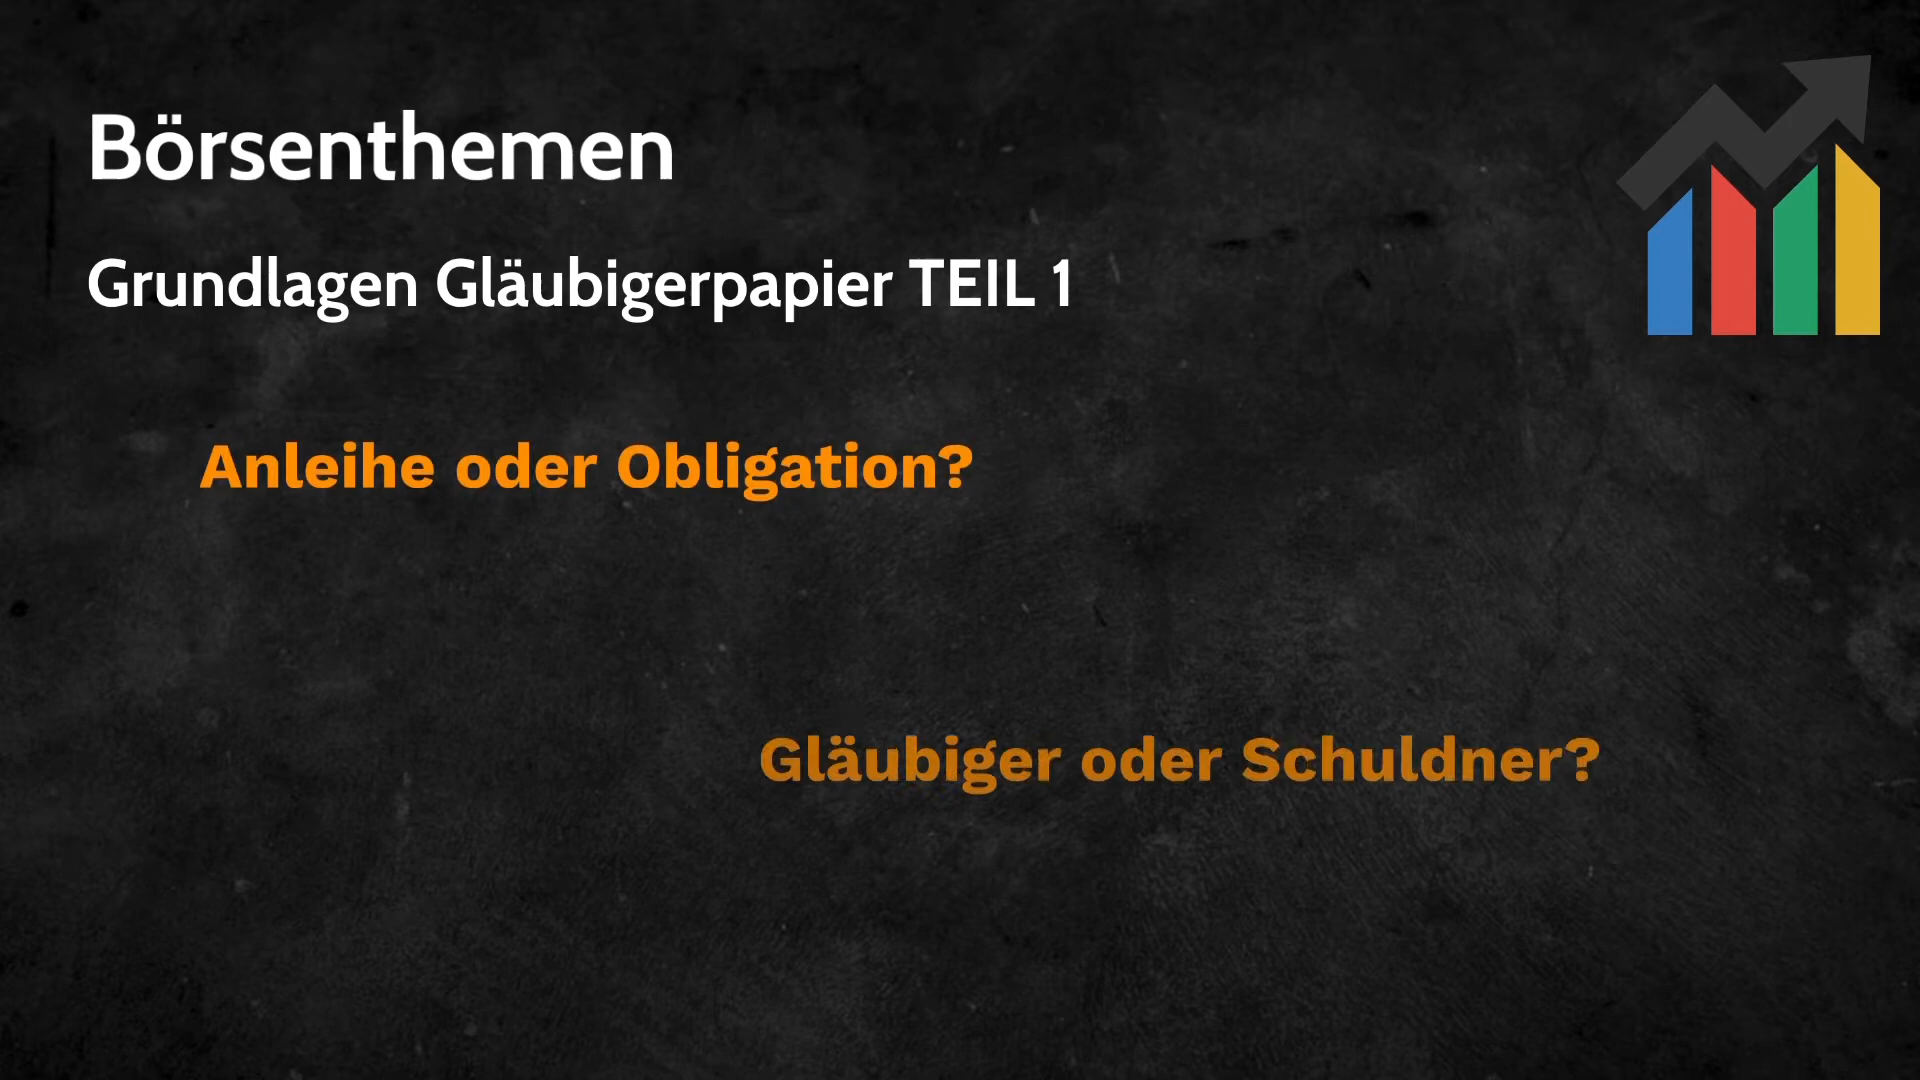 Börsenthemen
Grundlagen Gläubigerpapier TEIL 1
Anleihe oder Obligation?
Gläubiger oder Schuldner?